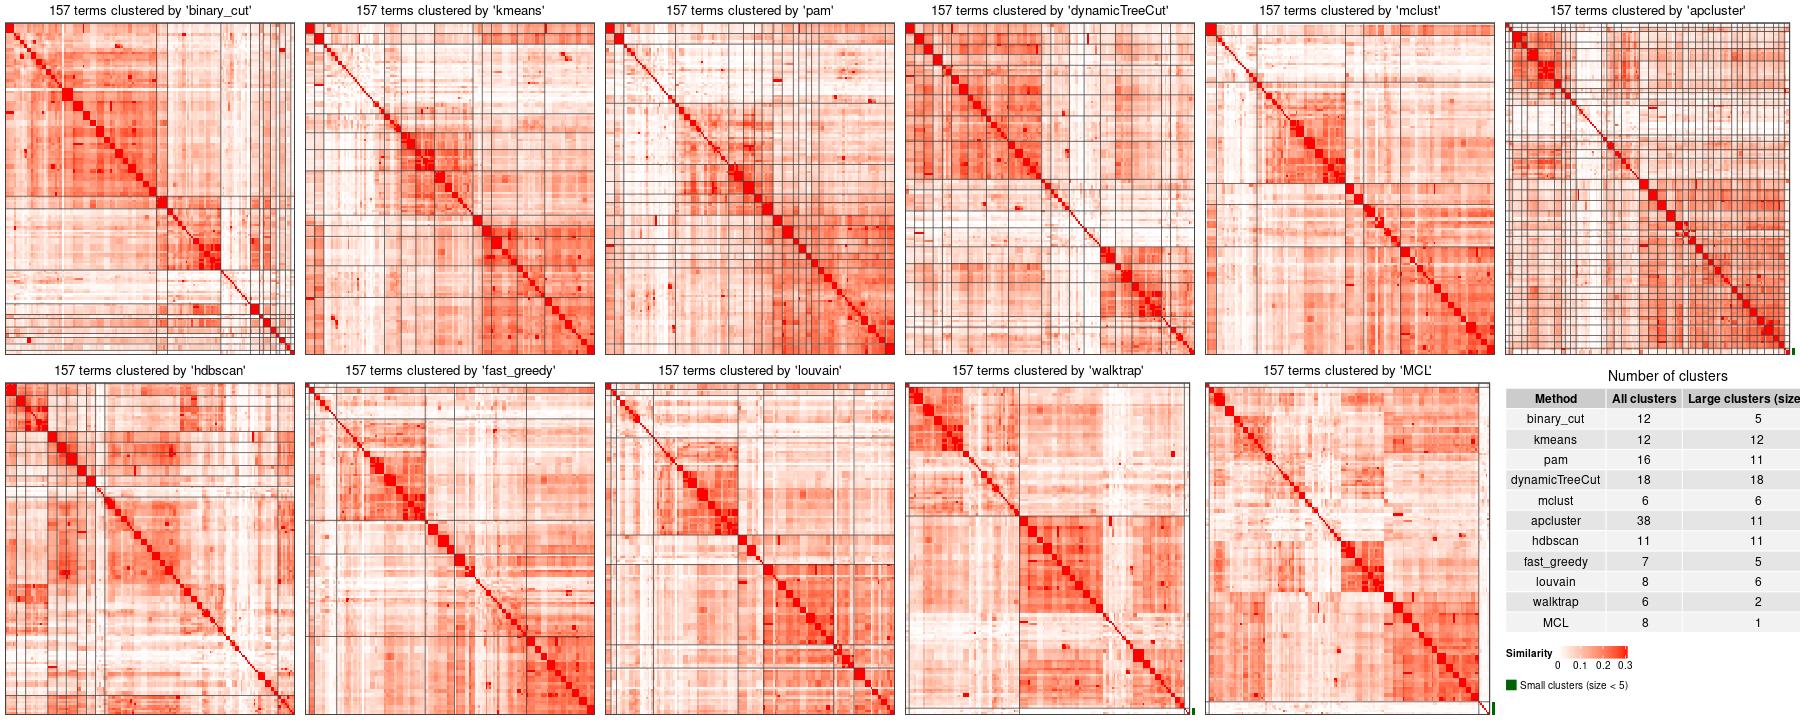 157 terms clustered by 'binary_cut'
157 terms clustered by 'kmeans'
157 terms clustered by 'pam'
157 terms clustered by 'dynamicTreeCut'
157 terms clustered by 'mclust'
157 terms clustered by 'apcluster'
157 terms clustered by 'hdbscan'
157 terms clustered by 'fast_greedy'
157 terms clustered by 'louvain'
157 terms clustered by 'walktrap'
157 terms clustered by 'MCL'
Number of clusters
Method All clusters Large clusters (size
binary_cut 12 5
kmeans 12 12
pam 16 11
dynamicTreeCut 18 18
mclust 6 6
apcluster 38 11
hdbscan 11 11
fast_greedy 7 5
louvain 8 6
walktrap 6 2
MCL 8 1
Similarity
0 0.1 0.2 0.3
Small clusters (size < 5)